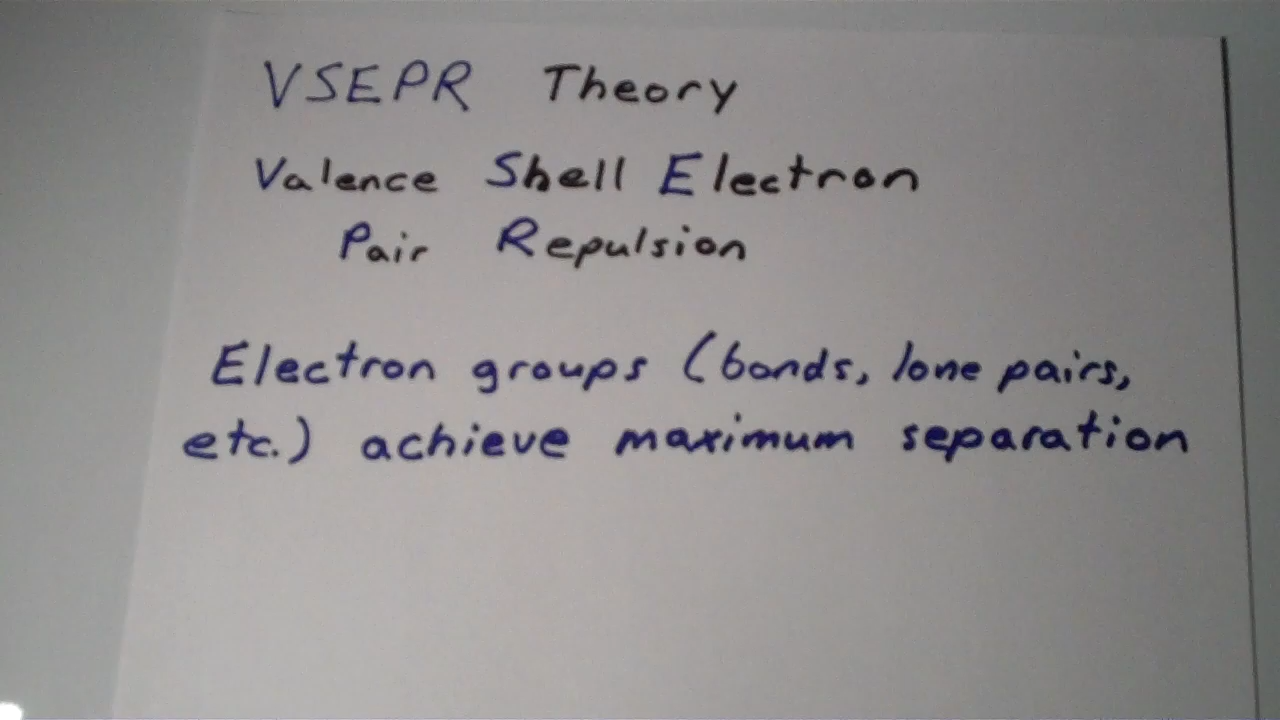 VSEPR Theory
Valence Shell Electron
Pair Repulsion
Electron groups (bonds, lone pairs,
etc.) achieve maximum separation